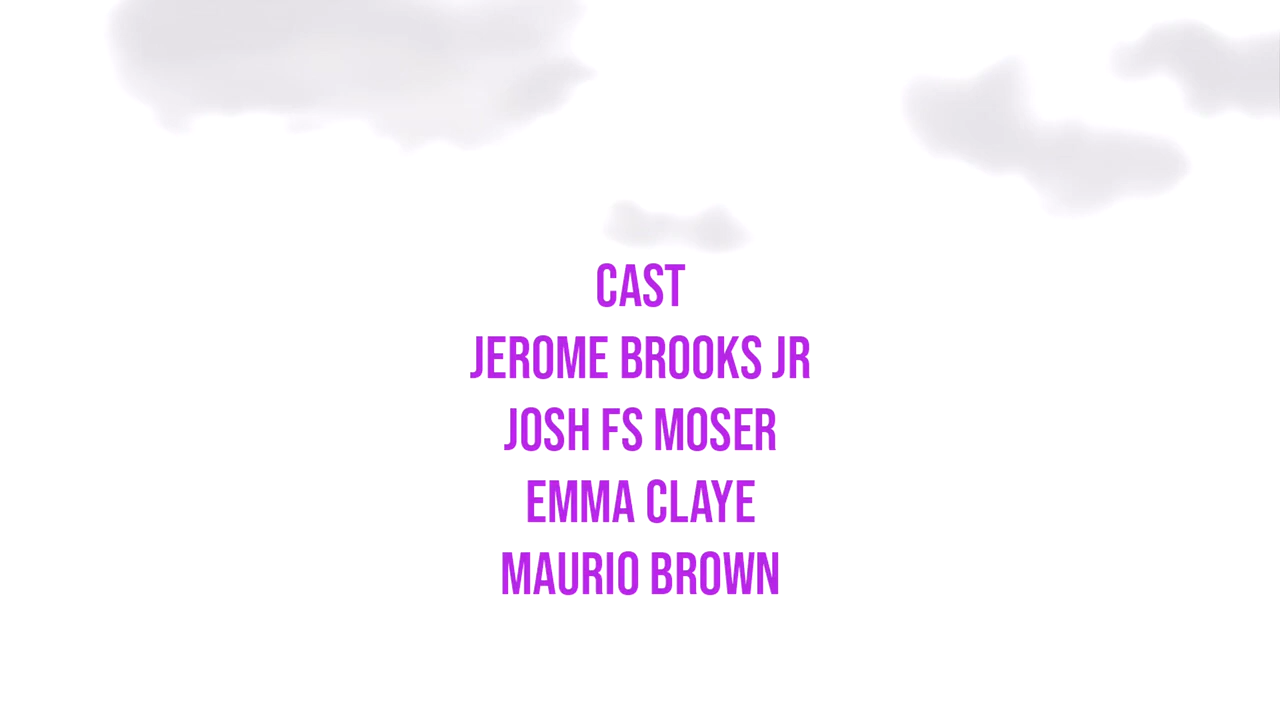 CAST
JEROME BROOKS JR
JOSH FS MOSER
EMMA CLAYE
MAURIO BROWN